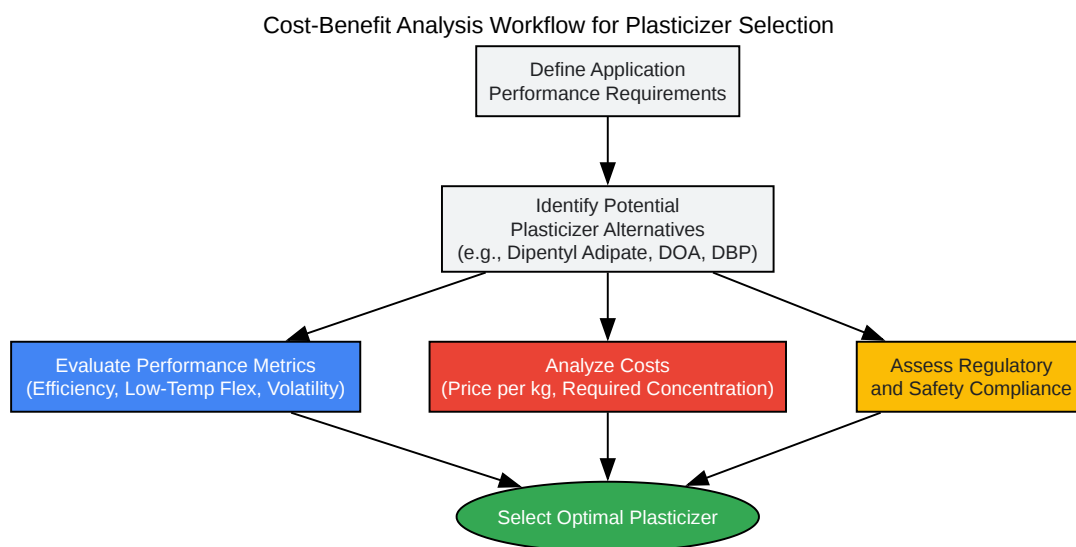 Cost-Benefit Analysis Workflow for Plasticizer Selection
Define Application
Performance Requirements
Identify Potential
Plasticizer Alternatives
(e.g., Dipentyl Adipate, DOA, DBP)
Evaluate Performance Metrics
(Efficiency, Low-Temp Flex, Volatility)
Analyze Costs
(Price per kg, Required Concentration)
Assess Regulatory
and Safety Compliance
Select Optimal Plasticizer